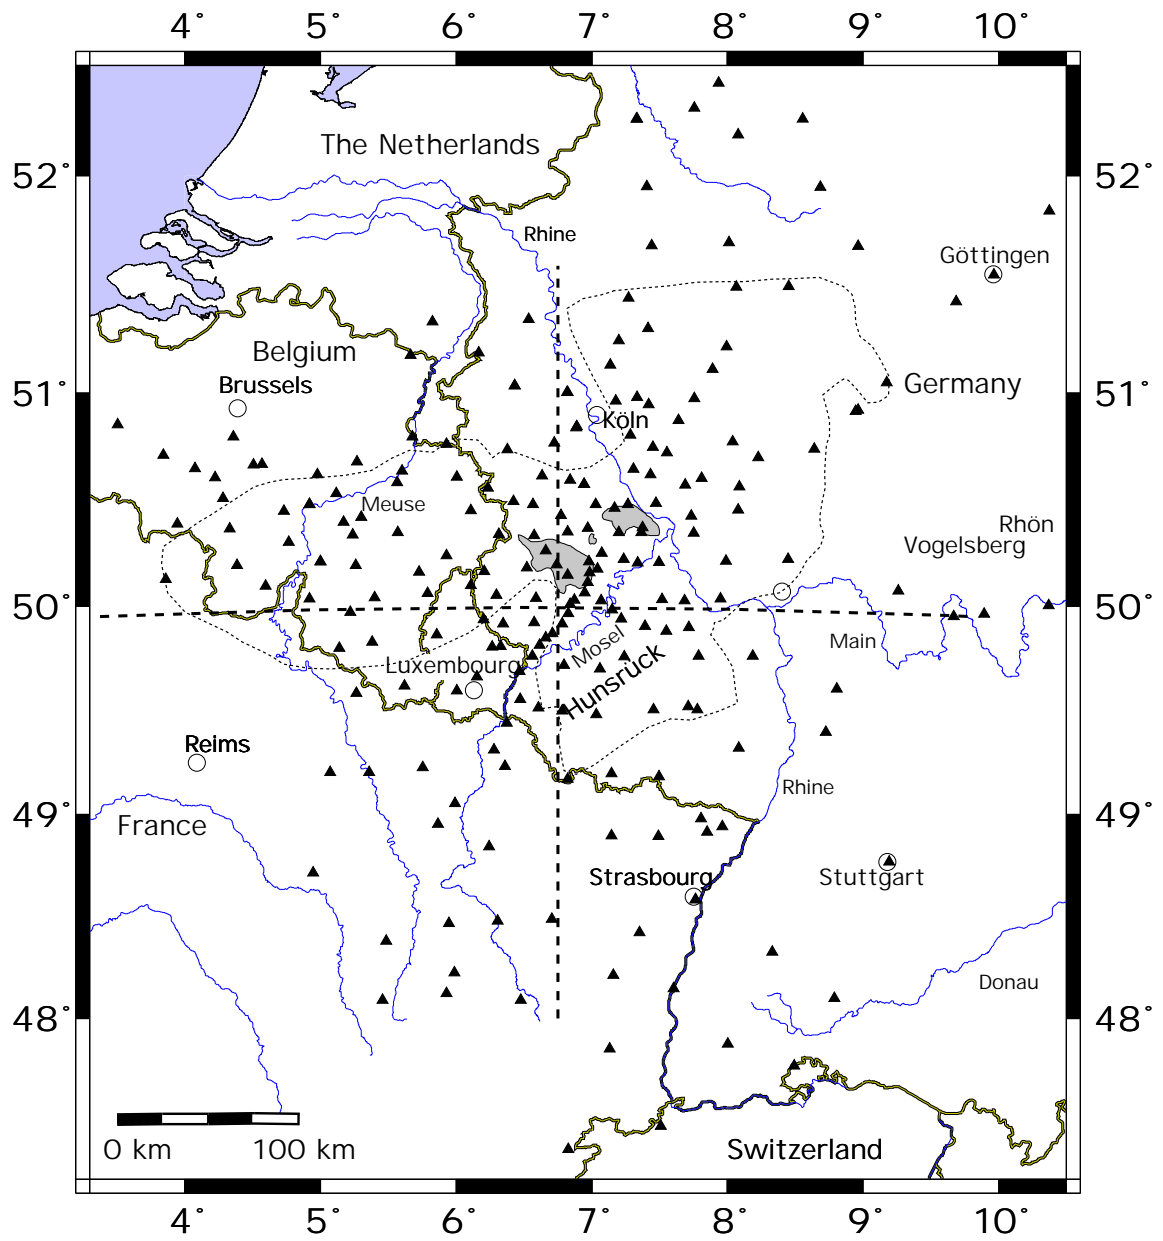 4° 5° 6° 7° 8° 9° 10°
The Netherlands
52° 52°
Rhine
Göttingen
Belgium
Brussels
Germany
51° 51°
Köln
Meuse
Rhön
Vogelsberg
50° 50°
Mosel
Main
Luxembourg
Hunsrück
Reims
Rhine
49° 49°
France
Strasbourg
Stuttgart
Donau
48° 48°
0 km 100 km
Switzerland
4° 5° 6° 7° 8° 9° 10°